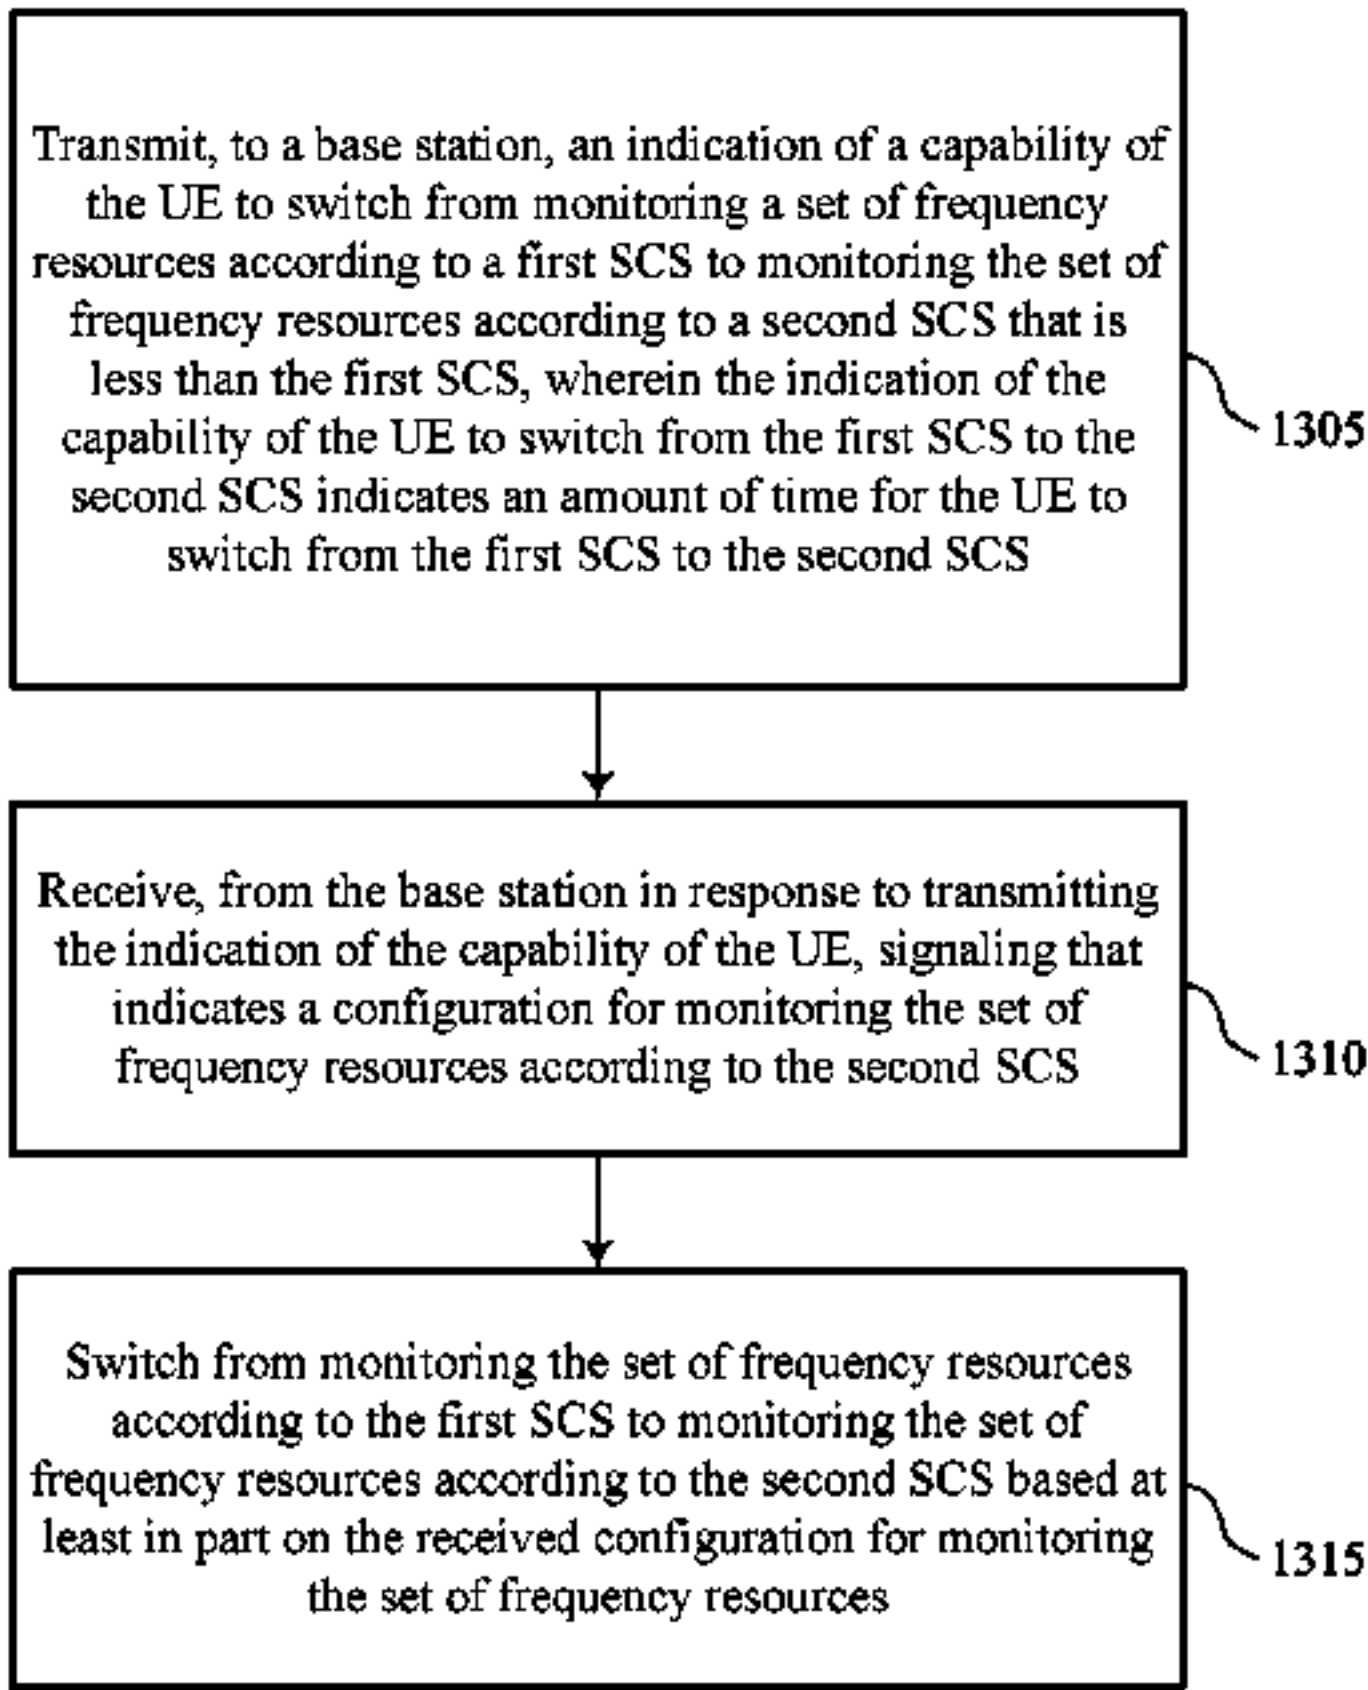 Transmit, to a base station, an indication of a capability of
the UE to switch from monitoring a set of frequency
resources according to a first SCS to monitoring the set of
frequency resources according to a second SCS that is
less than the first SCS, wherein the indication of the
capability of the UE to switch from the first SCS to the
second SCS indicates an amount of time for the UE to
switch from the first SCS to the second SCS
1305
Receive, from the base station in response to transmitting
the indication of the capability of the UE, signaling that
indicates a configuration for monitoring the set of
frequency resources according to the second SCS
1310
Switch from monitoring the set of frequency resources
according to the first SCS to monitoring the set of
frequency resources according to the second SCS based at
least in part on the received configuration for monitoring
the set of frequency resources
1315